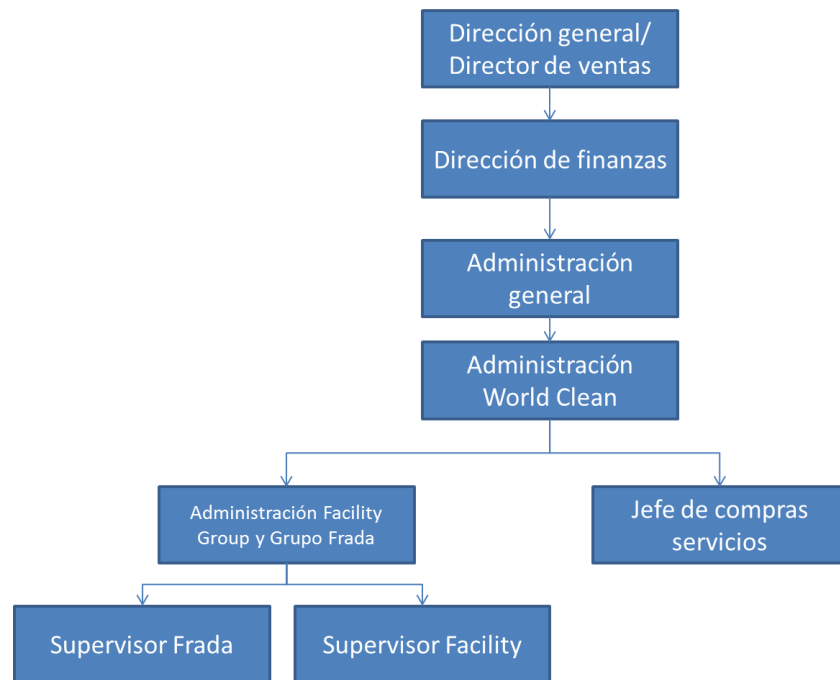 Dirección general/
Director de ventas
Dirección de finanzas
Administración
general
Administración
World Clean
Administración Facility
Group y Grupo Frada
Jefe de compras
servicios
Supervisor Frada
Supervisor Facility